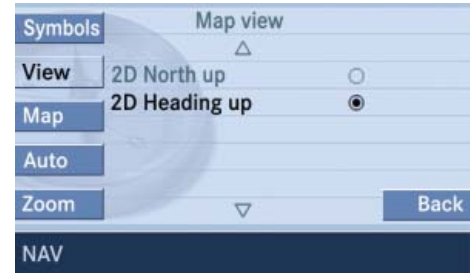 Map view
Symbols
View
Map
Auto
Zoom
2D North up
2D Heading up
Back
NAV